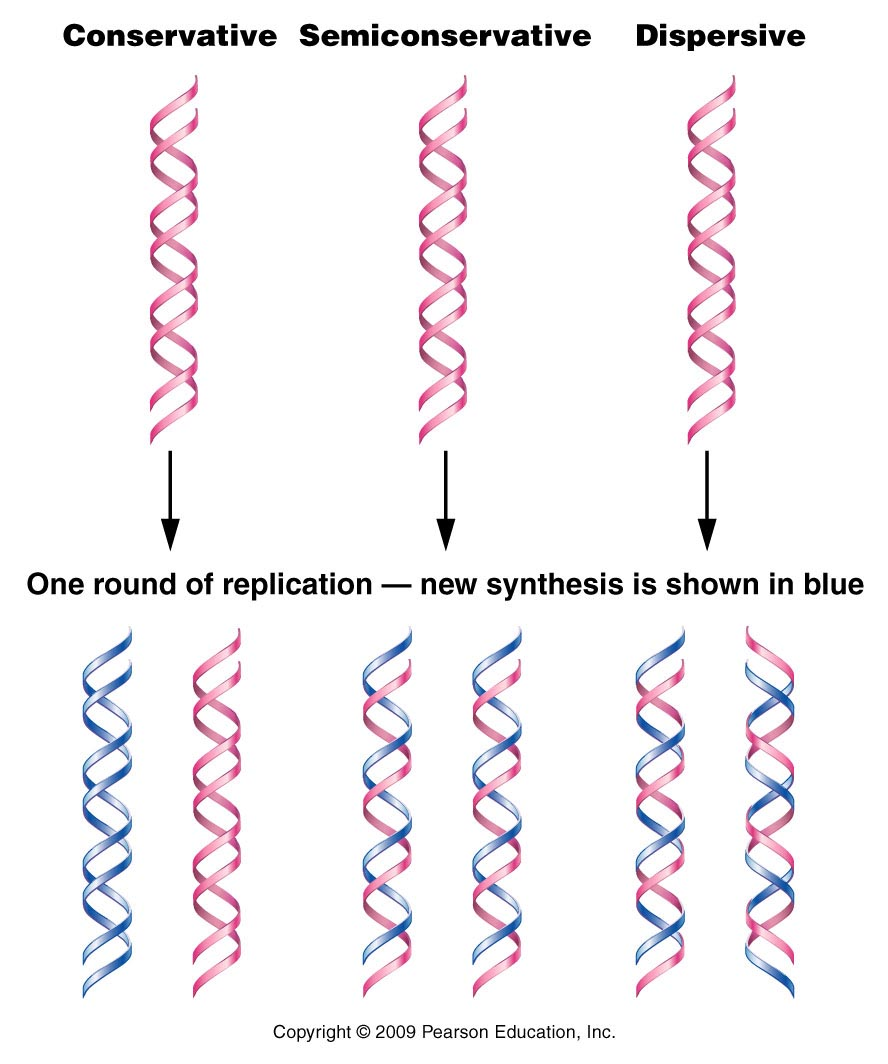 Conservative Semiconservative Dispersive
One round of replication — new synthesis is shown in blue
Copyright © 2009 Pearson Education, Inc.